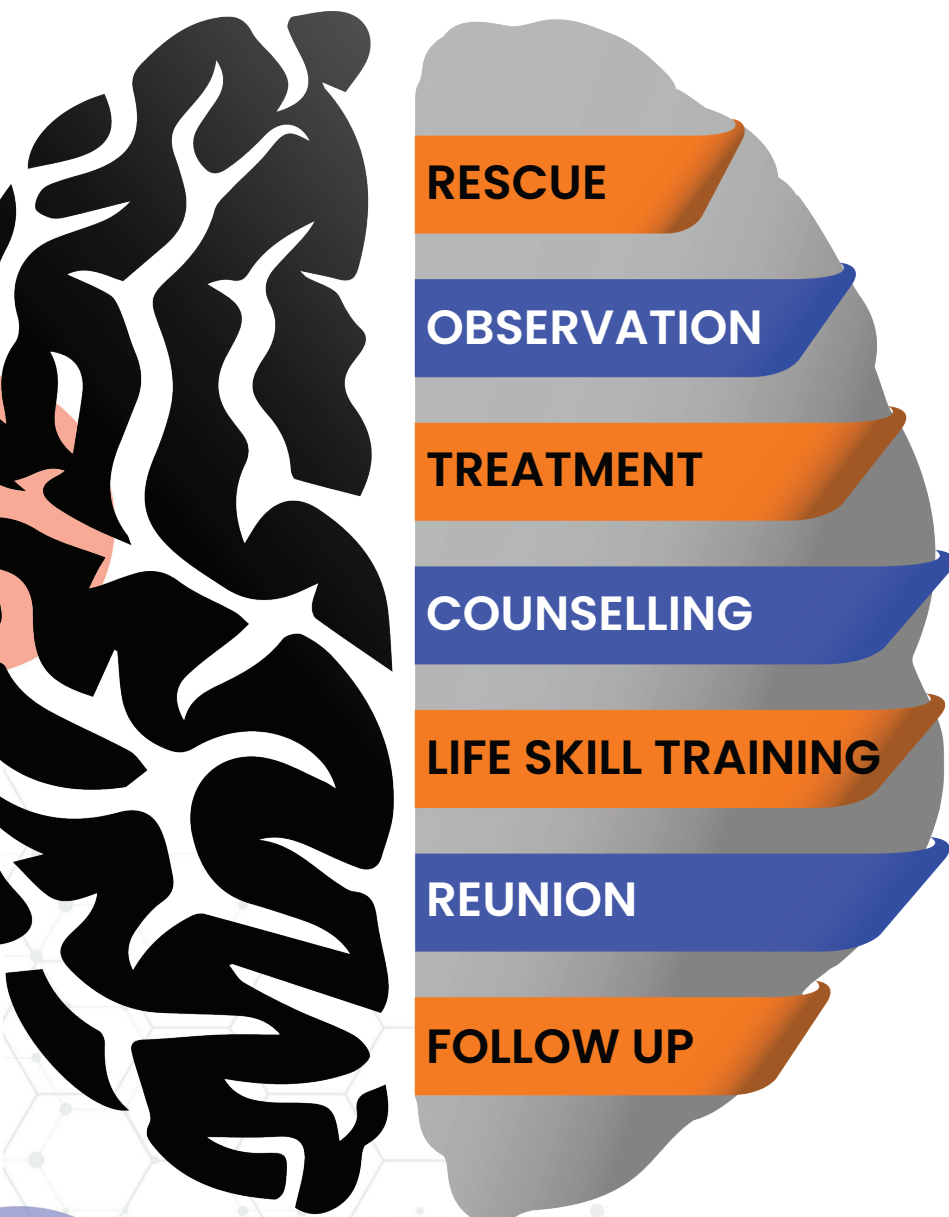 RESCUE
OBSERVATION
TREATMENT
COUNSELLING
LIFE SKILL TRAINING
REUNION
FOLLOW UP